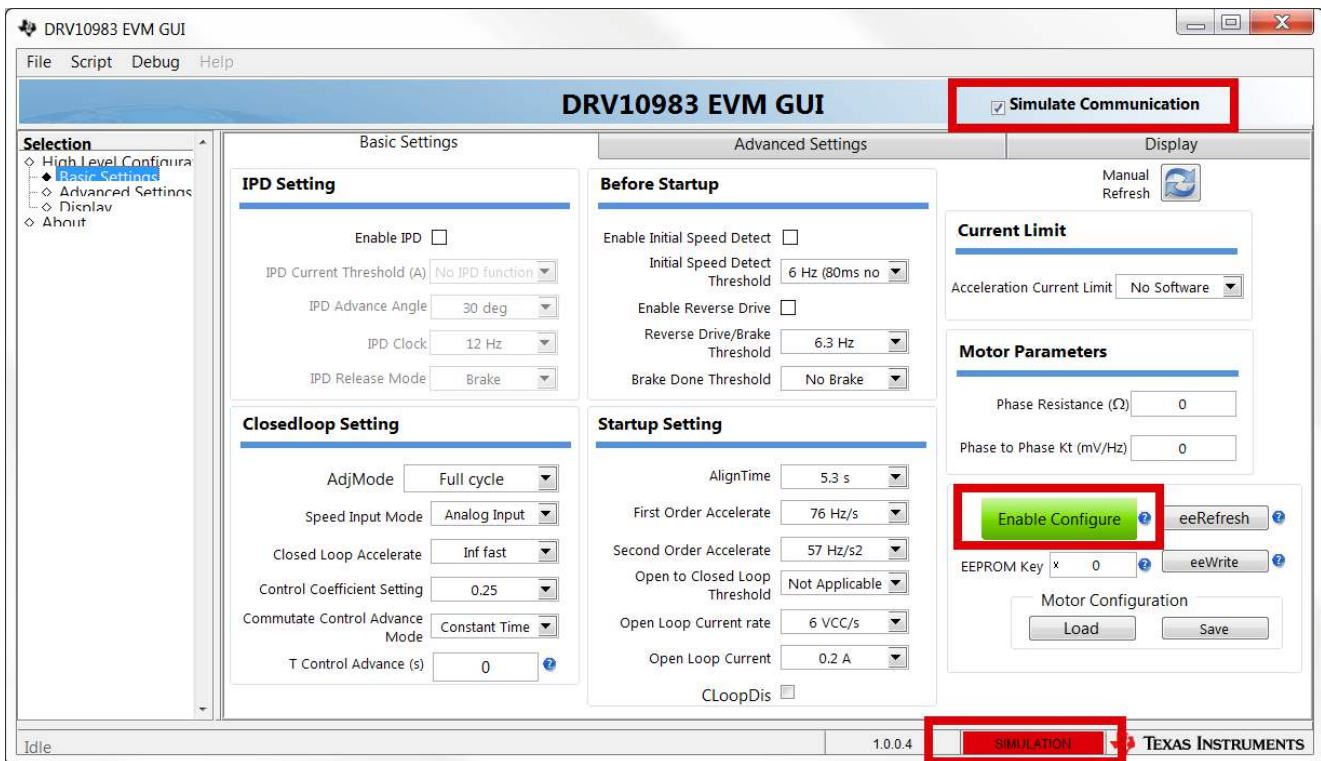 DRV10983 EVM GUI
File Script Debug Help
DRV10983 EVM GUI
Simulate Communication
Selection
High Level Configura
Basic Settings
Advanced Settings
Display
About
Basic Settings
Advanced Settings
Display
IPD Setting
Enable IPD
IPD Current Threshold (A) No IPD function
IPD Advance Angle 30 deg
IPD Clock 12 Hz
IPD Release Mode Brake
Before Startup
Enable Initial Speed Detect
Initial Speed Detect
Threshold 6 Hz (80ms no
Enable Reverse Drive
Reverse Drive/Brake
Threshold 6.3 Hz
Brake Done Threshold No Brake
Manual
Refresh
Current Limit
Acceleration Current Limit No Software
Motor Parameters
Phase Resistance (Ω) 0
Phase to Phase Kt (mV/Hz) 0
Closedloop Setting
AdjMode Full cycle
Speed Input Mode Analog Input
Closed Loop Accelerate Inf fast
Control Coefficient Setting 0.25
Commutate Control Advance
Mode Constant Time
T Control Advance (s) 0 ?
Startup Setting
AlignTime 5.3 s
First Order Accelerate 76 Hz/s
Second Order Accelerate 57 Hz/s2
Open to Closed Loop
Threshold Not Applicable
Open Loop Current rate 6 VCC/s
Open Loop Current 0.2 A
CLoopDis
Enable Configure ? eeRefresh ?
EEPROM Key x 0 ? eeWrite ?
Motor Configuration
Load Save
Idle
1.0.0.4
SIMULATION
TEXAS INSTRUMENTS